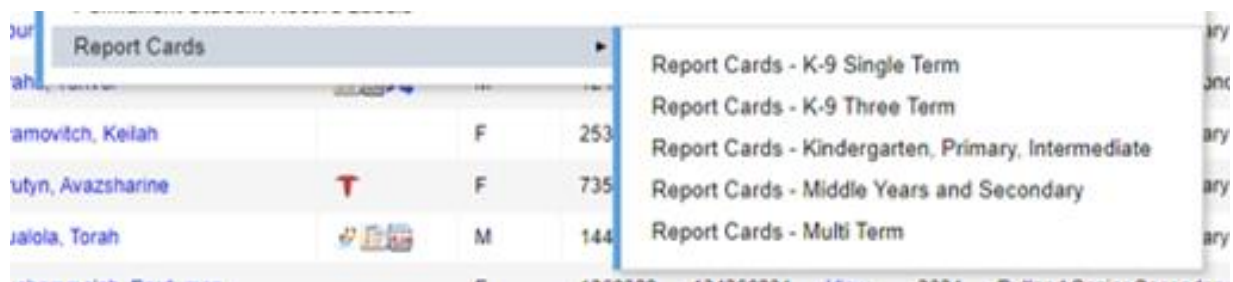 Report Cards
Report Cards - K-9 Single Term
Report Cards - K-9 Three Term
amovitch, Keilah F 253
Report Cards - Kindergarten, Primary, Intermediate
utyn, Avazsharine F 735
Report Cards - Middle Years and Secondary
ualola, Torah M 144
Report Cards - Multi Term